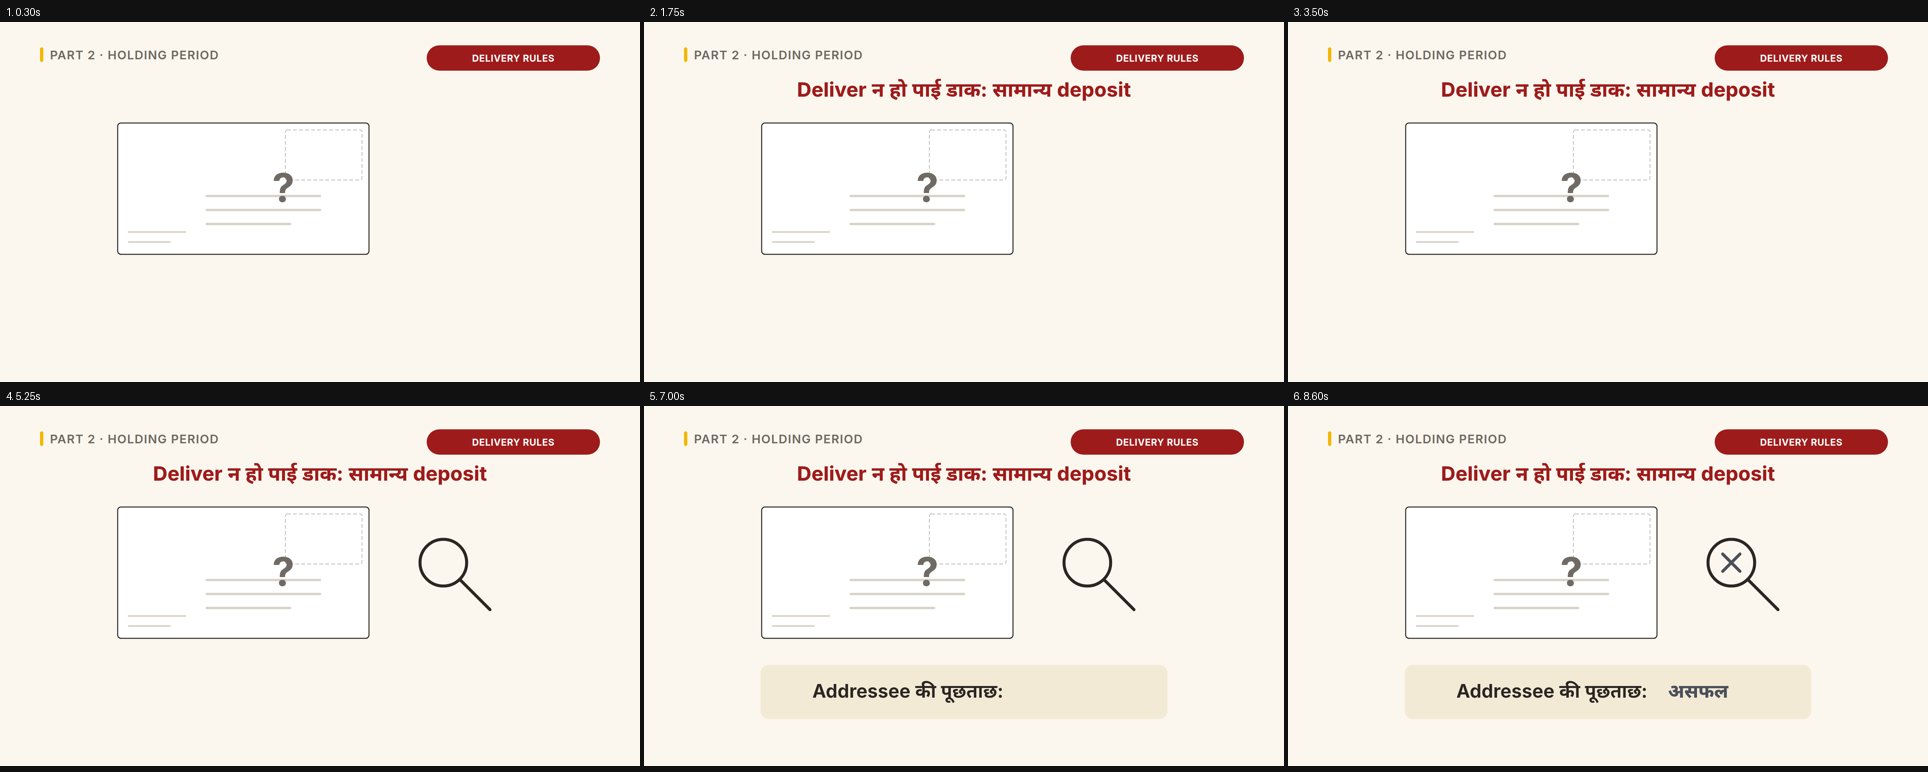 1. 0.30s
PART 2 · HOLDING PERIOD
DELIVERY RULES
?
2. 1.75s
PART 2 · HOLDING PERIOD
DELIVERY RULES
Deliver न हो पाई डाक: सामान्य deposit
?
3. 3.50s
PART 2 · HOLDING PERIOD
DELIVERY RULES
Deliver न हो पाई डाक: सामान्य deposit
?
4. 5.25s
PART 2 · HOLDING PERIOD
DELIVERY RULES
Deliver न हो पाई डाक: सामान्य deposit
?
5. 7.00s
PART 2 · HOLDING PERIOD
DELIVERY RULES
Deliver न हो पाई डाक: सामान्य deposit
?
Addressee की पूछताछ:
6. 8.60s
PART 2 · HOLDING PERIOD
DELIVERY RULES
Deliver न हो पाई डाक: सामान्य deposit
?
Addressee की पूछताछ: असफल